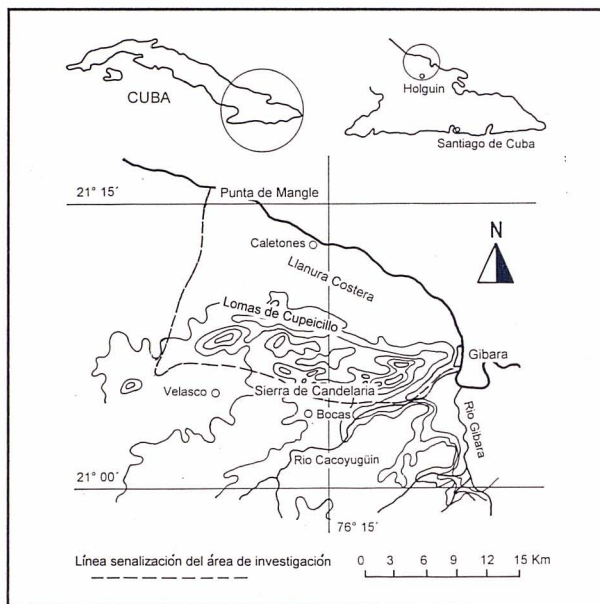 CUBA
Holguin
Santiago de Cuba
21° 15´
Punta de Mangle
N
Caletones
Llanura Costera
Lomas de Cupeicillo
Gibara
Velasco
Sierra de Candelaria
Bocas
Rio Gibara
Rio Cacoyugüin
21° 00´
76° 15´
Línea senalización del área de investigación
0 3 6 9 12 15 Km